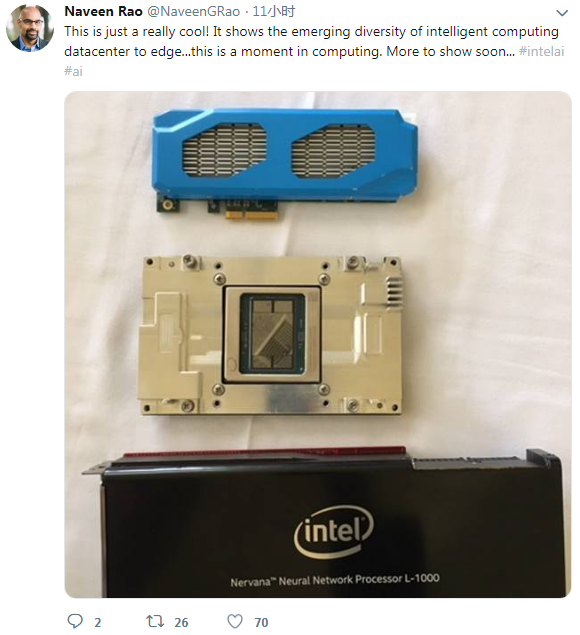 Naveen Rao @NaveenGRao · 11小时
This is just a really cool! It shows the emerging diversity of intelligent computing
datacenter to edge...this is a moment in computing. More to show soon... #intelai
#ai
intel
Nervana™ Neural Network Processor L-1000
2 26 70